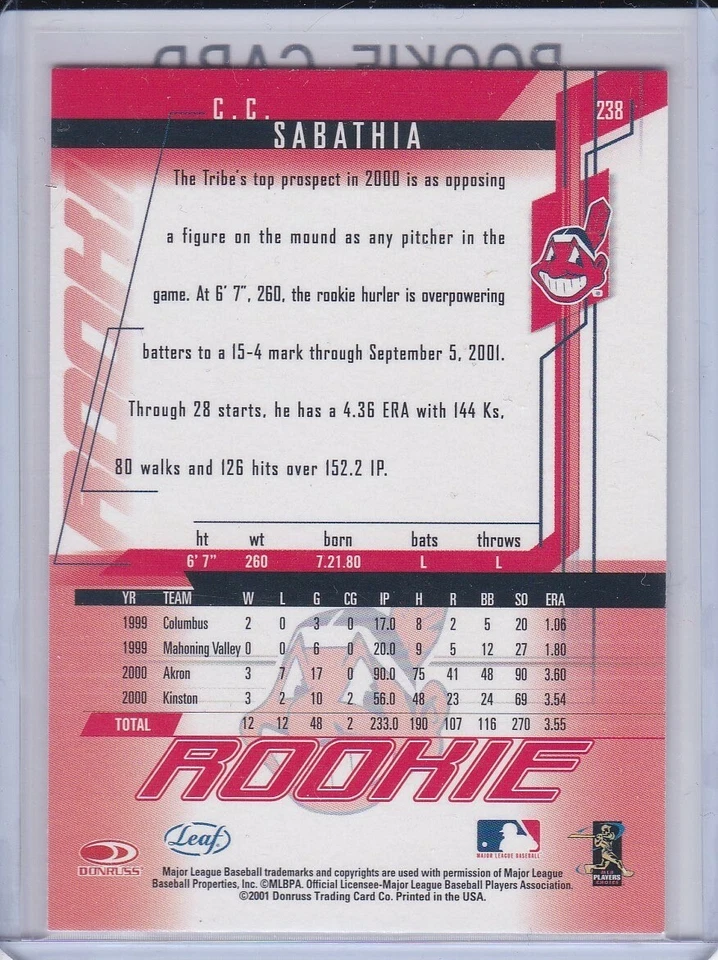 ROOKIE CARD
C.C.
SABATHIA
238
The Tribe's top prospect in 2000 is as opposing
a figure on the mound as any pitcher in the
game. At 6' 7", 260, the rookie hurler is overpowering
batters to a 15-4 mark through September 5, 2001.
Through 28 starts, he has a 4.36 ERA with 144 Ks,
80 walks and 126 hits over 152.2 IP.
ROOKIE
ht wt born bats throws
6' 7" 260 7.21.80 L L
YR TEAM W L G CG IP H R BB SO ERA
1999 Columbus 2 0 3 0 17.0 8 2 5 20 1.06
1999 Mahoning Valley 0 0 6 0 20.0 9 5 12 27 1.80
2000 Akron 3 7 17 0 90.0 75 41 48 90 3.60
2000 Kinston 3 2 10 2 56.0 48 23 24 69 3.54
TOTAL 12 12 48 2 233.0 190 107 116 270 3.55
ROOKIE
DONRUSS
Leaf
MAJOR LEAGUE BASEBALL
MLB PLAYERS CHOICE
Major League Baseball trademarks and copyrights are used with permission of Major League
Baseball Properties, Inc. ©MLBPA. Official Licensee-Major League Baseball Players Association.
©2001 Donruss Trading Card Co. Printed in the USA.